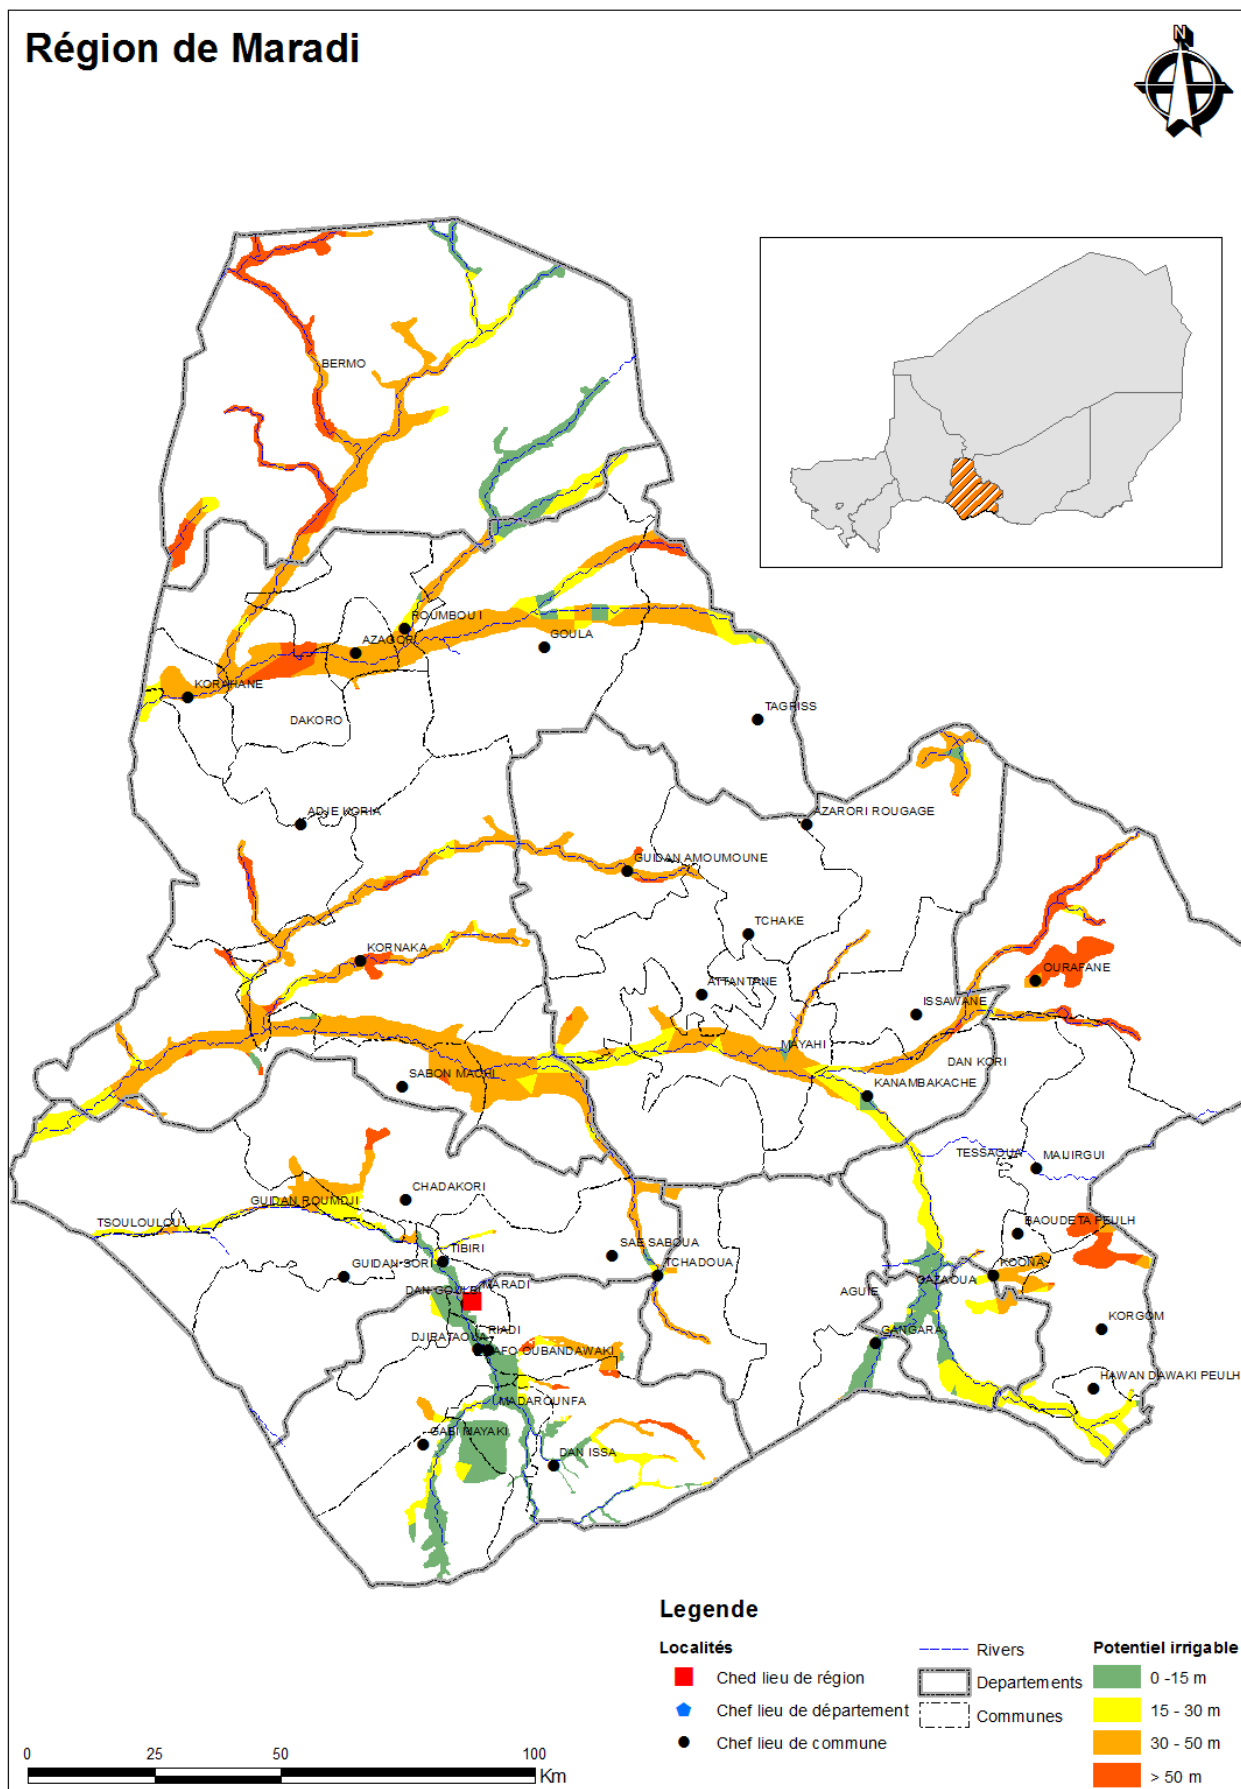 Région de Maradi
N
BERMO
ROUMBOU I
AZAGOR
GOULA
KORAHANE
DAKORO
TAGRISS
ADJE KORIA
AZARORI ROUGAGE
GUIDAN AMOUMOUNE
TCHAKE
KORNAKA
OURAFANE
ATTANTANE
ISSAWANE
MAYAHI
DAN KORI
SABON MACHI
KANAMBAKACHE
TESSAOUA
MAIJIRGUI
CHADAKORI
GUIDAN ROUMDJI
TSOULOULOU
BAOUDETA PEULH
SAE SABOUA
TIBIRI
GUIDAN SORI
TCHADOUA
KOONA
GAZAOUA
MARADI
DAN GOULBI
AGUIE
KORGOM
RIADI
DJIRATAOUA
GANGARA
SAFO OUBANDAWAKI
HAWAN DAWAKI PEULH
MADAROUNFA
GABI MAYAKI
DAN ISSA
Legende
Localités
Ched lieu de région
Chef lieu de département
Chef lieu de commune
Rivers
Departements
Communes
Potentiel irrigable
0 -15 m
15 - 30 m
30 - 50 m
> 50 m
0 25 50 100
Km